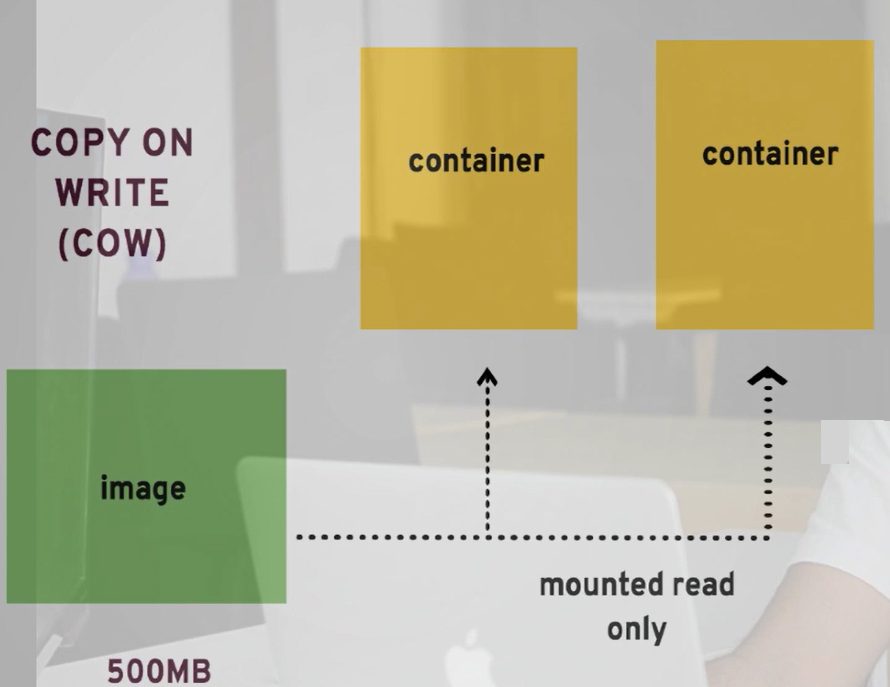 COPY ON
WRITE
(COW)
container
container
image
mounted read
only
500MB